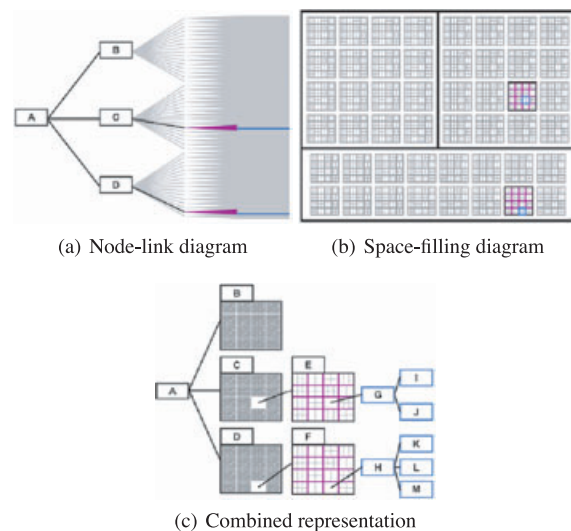 B
A
C
D
(a) Node-link diagram
(b) Space-filling diagram
B
C
E
I
A
G
J
D
F
K
H
L
M
(c) Combined representation